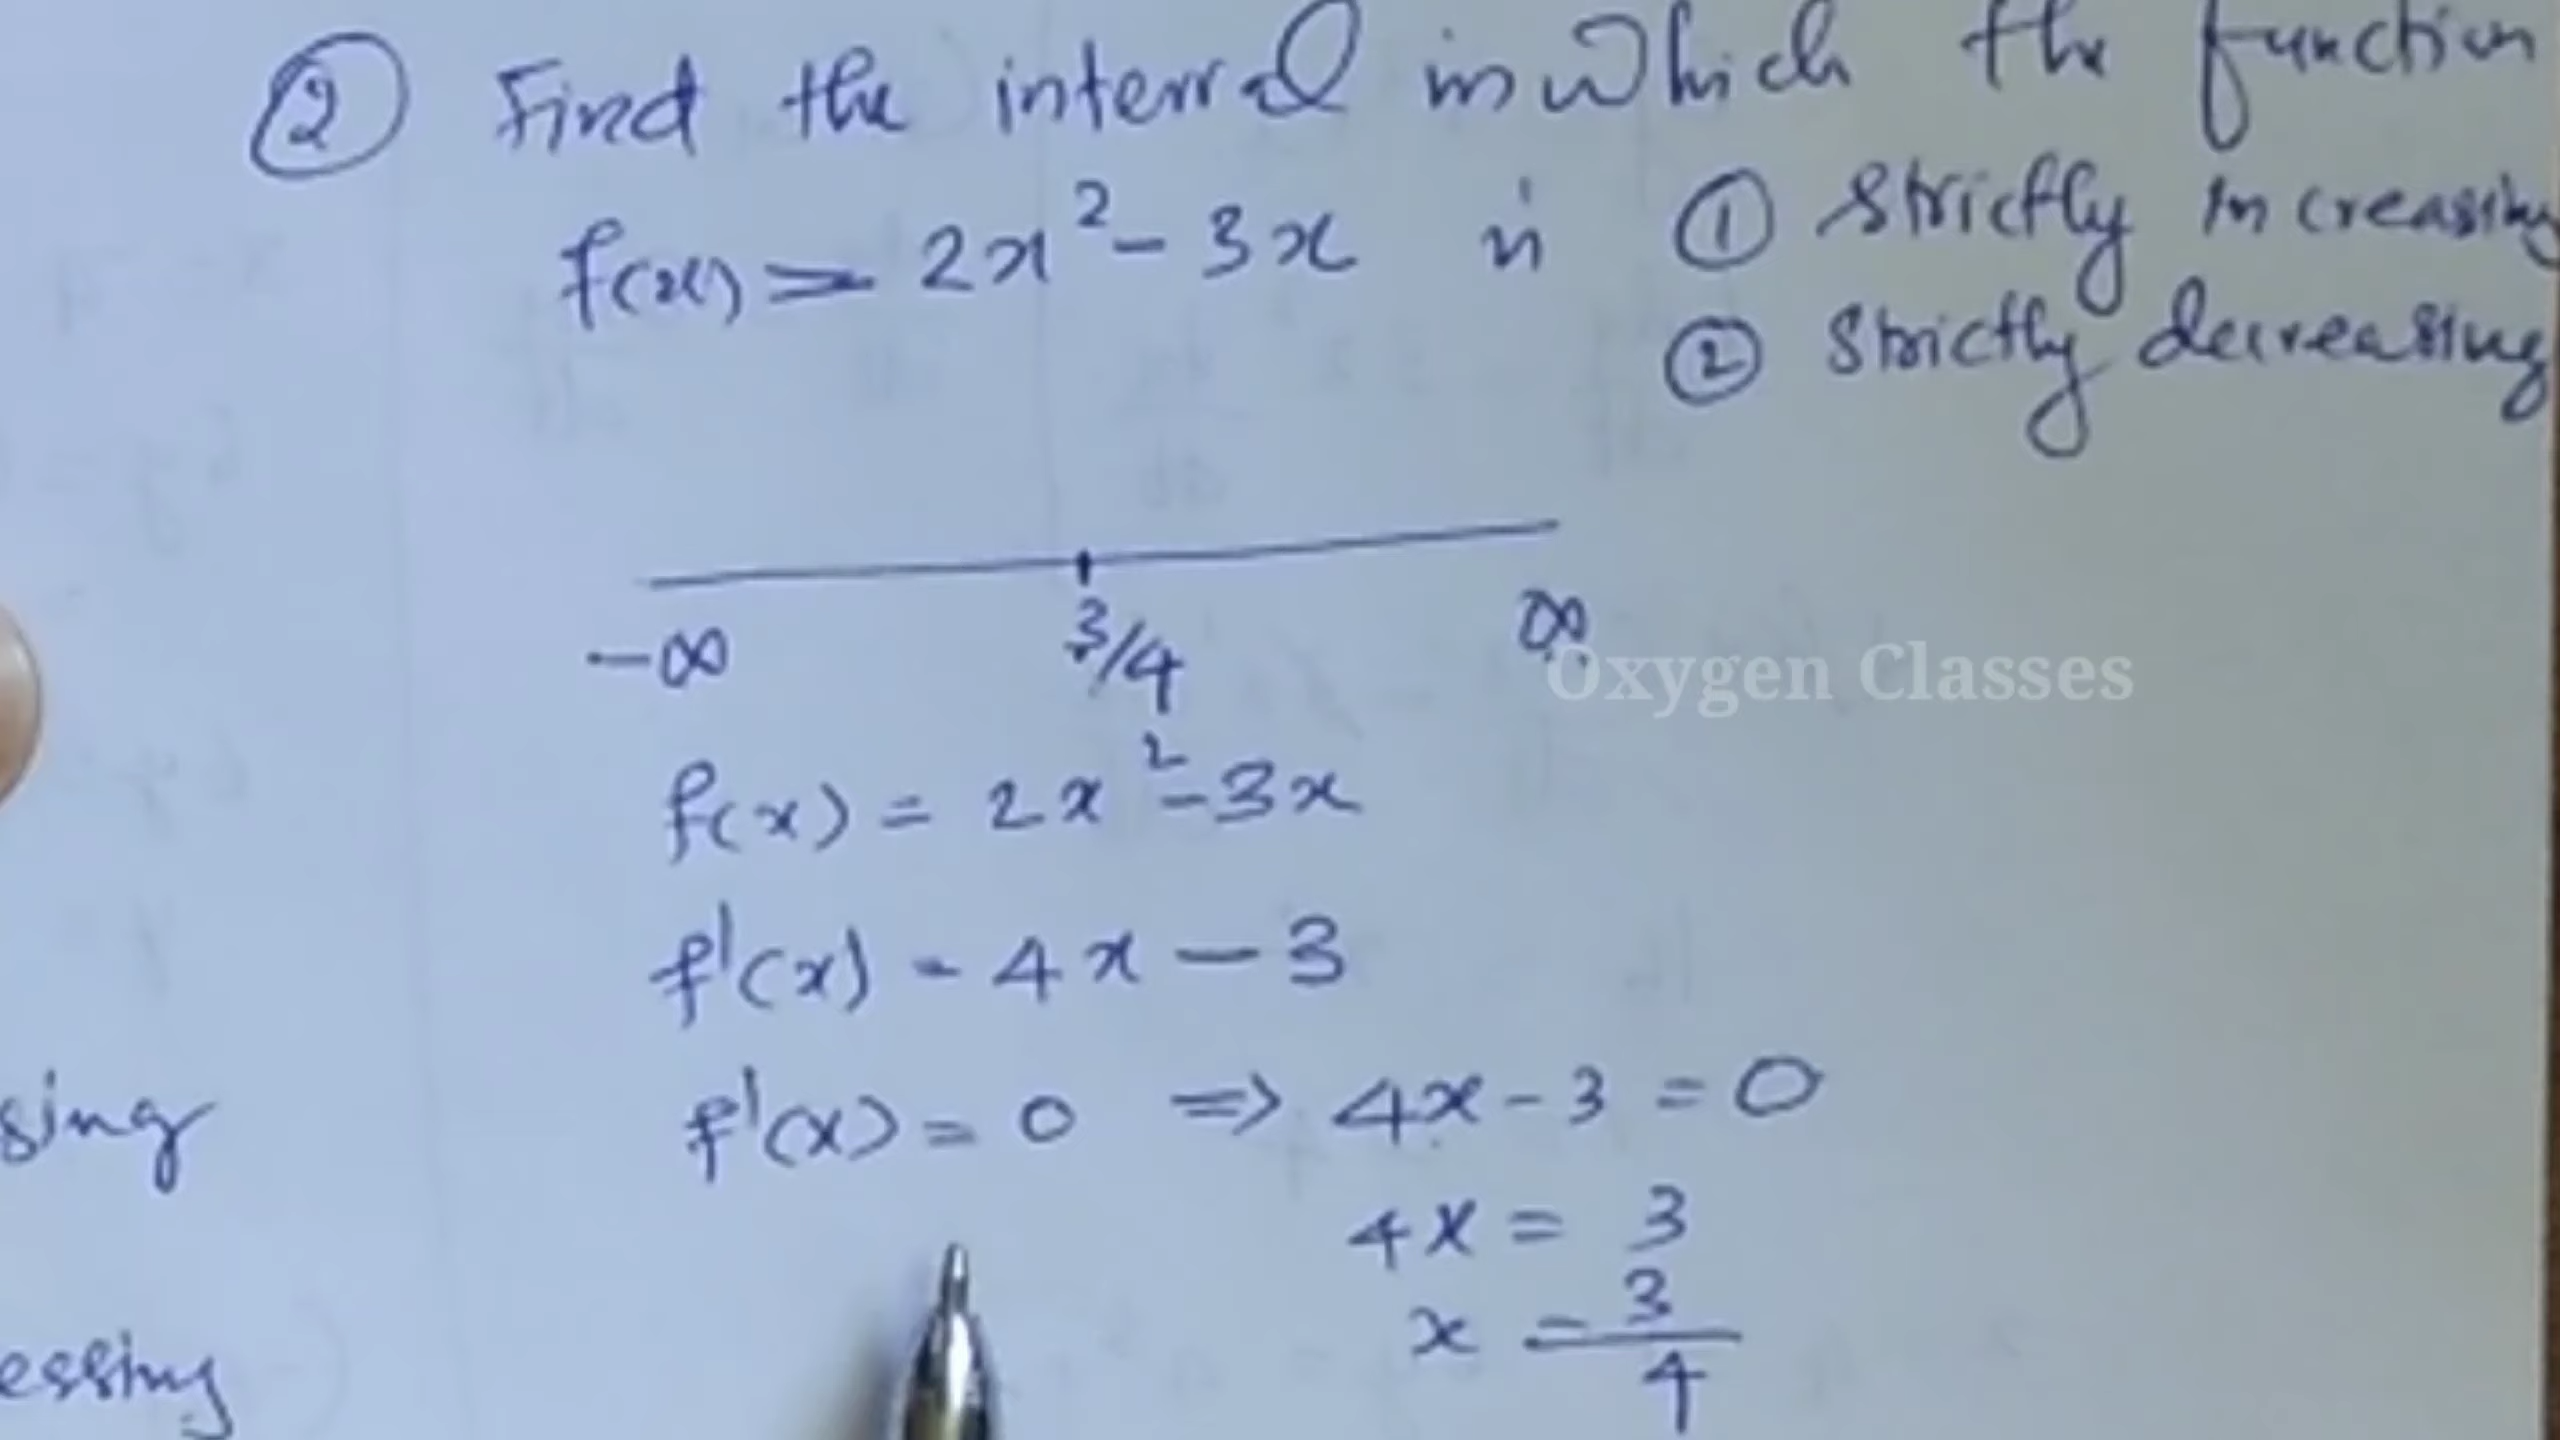 ② Find the interval in which the function
f(x) = 2x² - 3x is ① Strictly increasing
② Strictly decreasing
-∞ 3/4 ∞
Oxygen Classes
f(x) = 2x² - 3x
f'(x) = 4x - 3
f'(x) = 0 ⇒ 4x - 3 = 0
sing
4x = 3
x = 3/4
essing